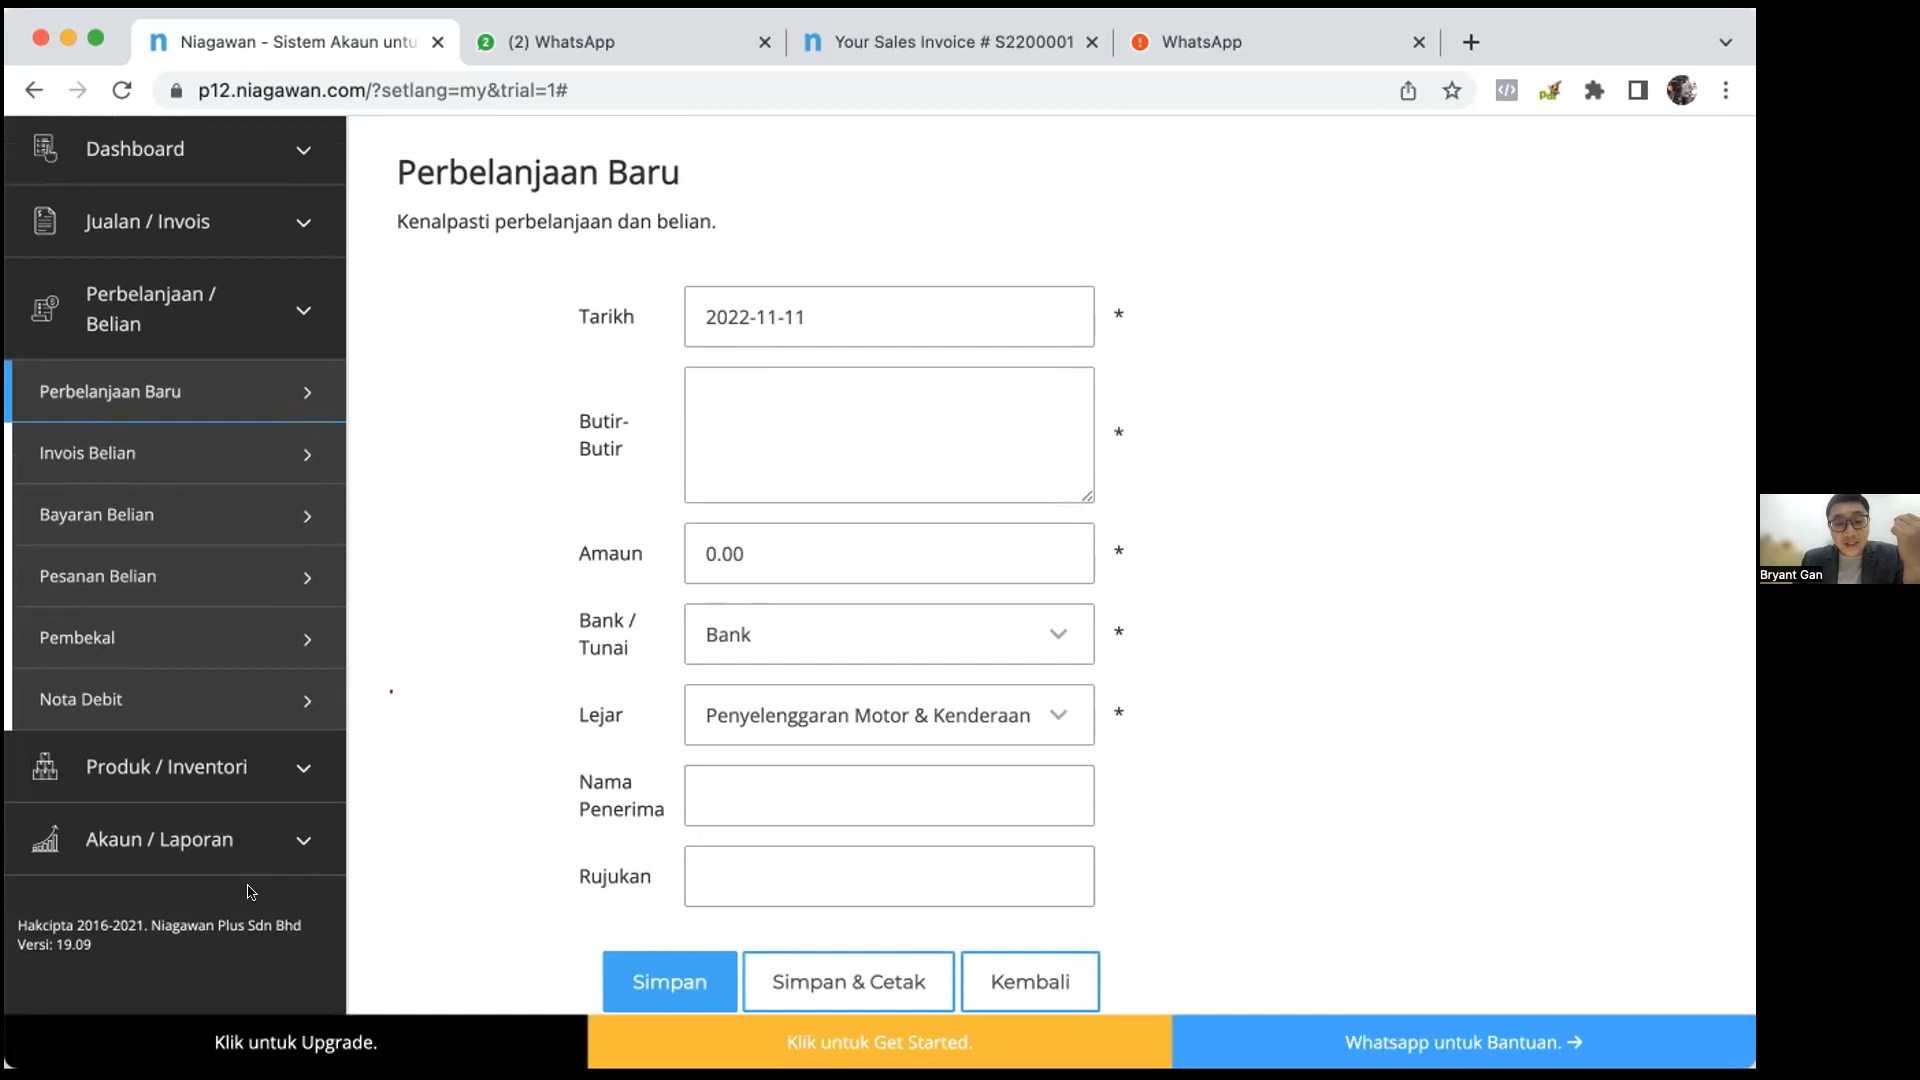 Niagawan - Sistem Akaun untu
(2) WhatsApp
Your Sales Invoice # S2200001
WhatsApp
p12.niagawan.com/?setlang=my&trial=1#
Dashboard
Jualan / Invois
Perbelanjaan /
Belian
Perbelanjaan Baru
Invois Belian
Bayaran Belian
Pesanan Belian
Pembekal
Nota Debit
Produk / Inventori
Akaun / Laporan
Hakcipta 2016-2021. Niagawan Plus Sdn Bhd
Versi: 19.09
Perbelanjaan Baru
Kenalpasti perbelanjaan dan belian.
Tarikh 2022-11-11 *
Butir-
Butir *
Amaun 0.00 *
Bank /
Tunai Bank *
Lejar Penyelenggaran Motor & Kenderaan *
Nama
Penerima
Rujukan
Simpan Simpan & Cetak Kembali
Klik untuk Upgrade. Klik untuk Get Started. Whatsapp untuk Bantuan. →
Bryant Gan